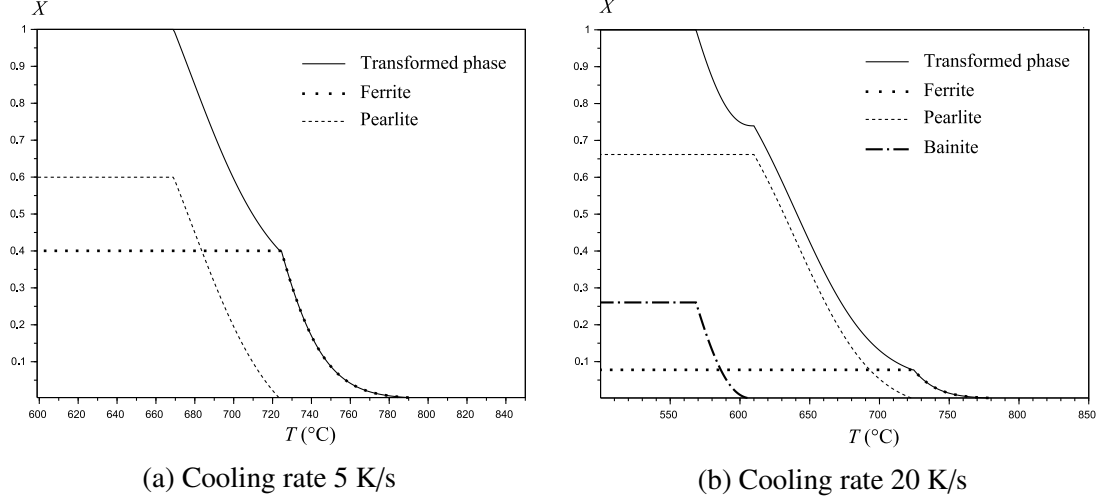 X
1
0.9
0.8
0.7
0.6
0.5
0.4
0.3
0.2
0.1
Transformed phase
Ferrite
Pearlite
600 620 640 660 680 700 720 740 760 780 800 820 840
T (°C)
(a) Cooling rate 5 K/s
X
1
0.9
0.8
0.7
0.6
0.5
0.4
0.3
0.2
0.1
Transformed phase
Ferrite
Pearlite
Bainite
550 600 650 700 750 800 850
T (°C)
(b) Cooling rate 20 K/s